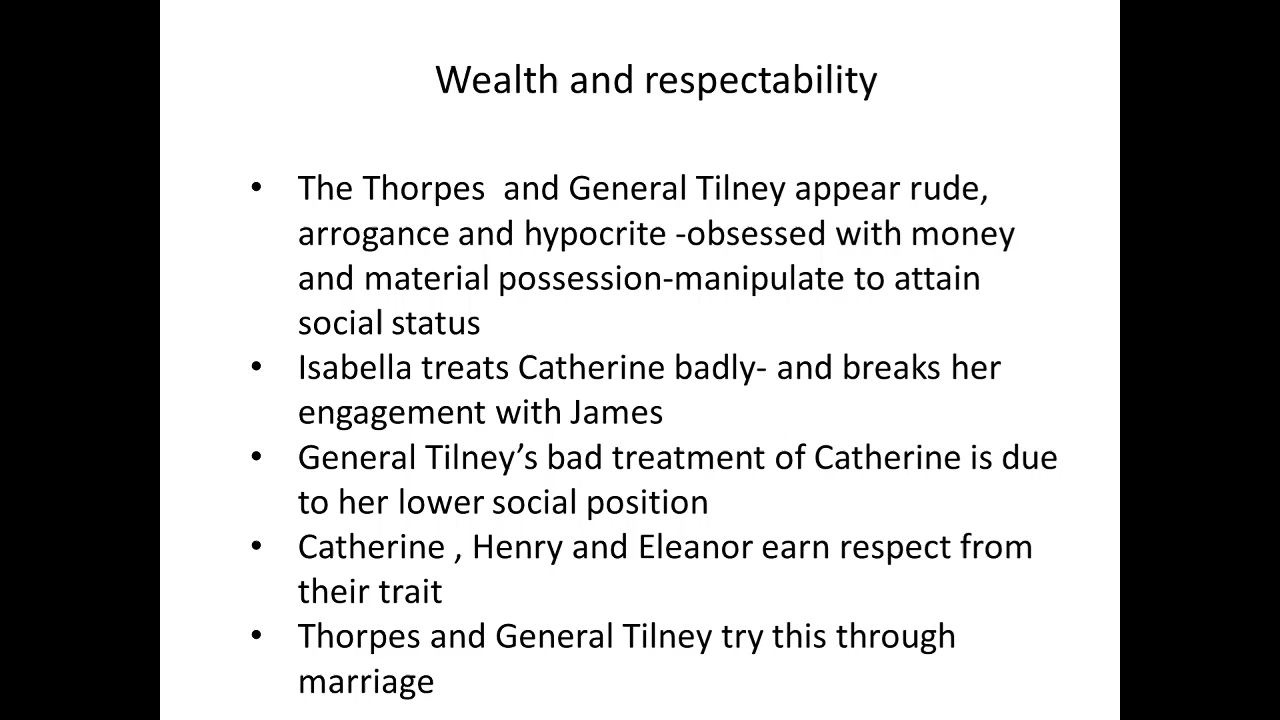 Wealth and respectability
• The Thorpes  and General Tilney appear rude,
arrogance and hypocrite -obsessed with money
and material possession-manipulate to attain
social status
• Isabella treats Catherine badly- and breaks her
engagement with James
• General Tilney’s bad treatment of Catherine is due
to her lower social position
• Catherine , Henry and Eleanor earn respect from
their trait
• Thorpes and General Tilney try this through
marriage